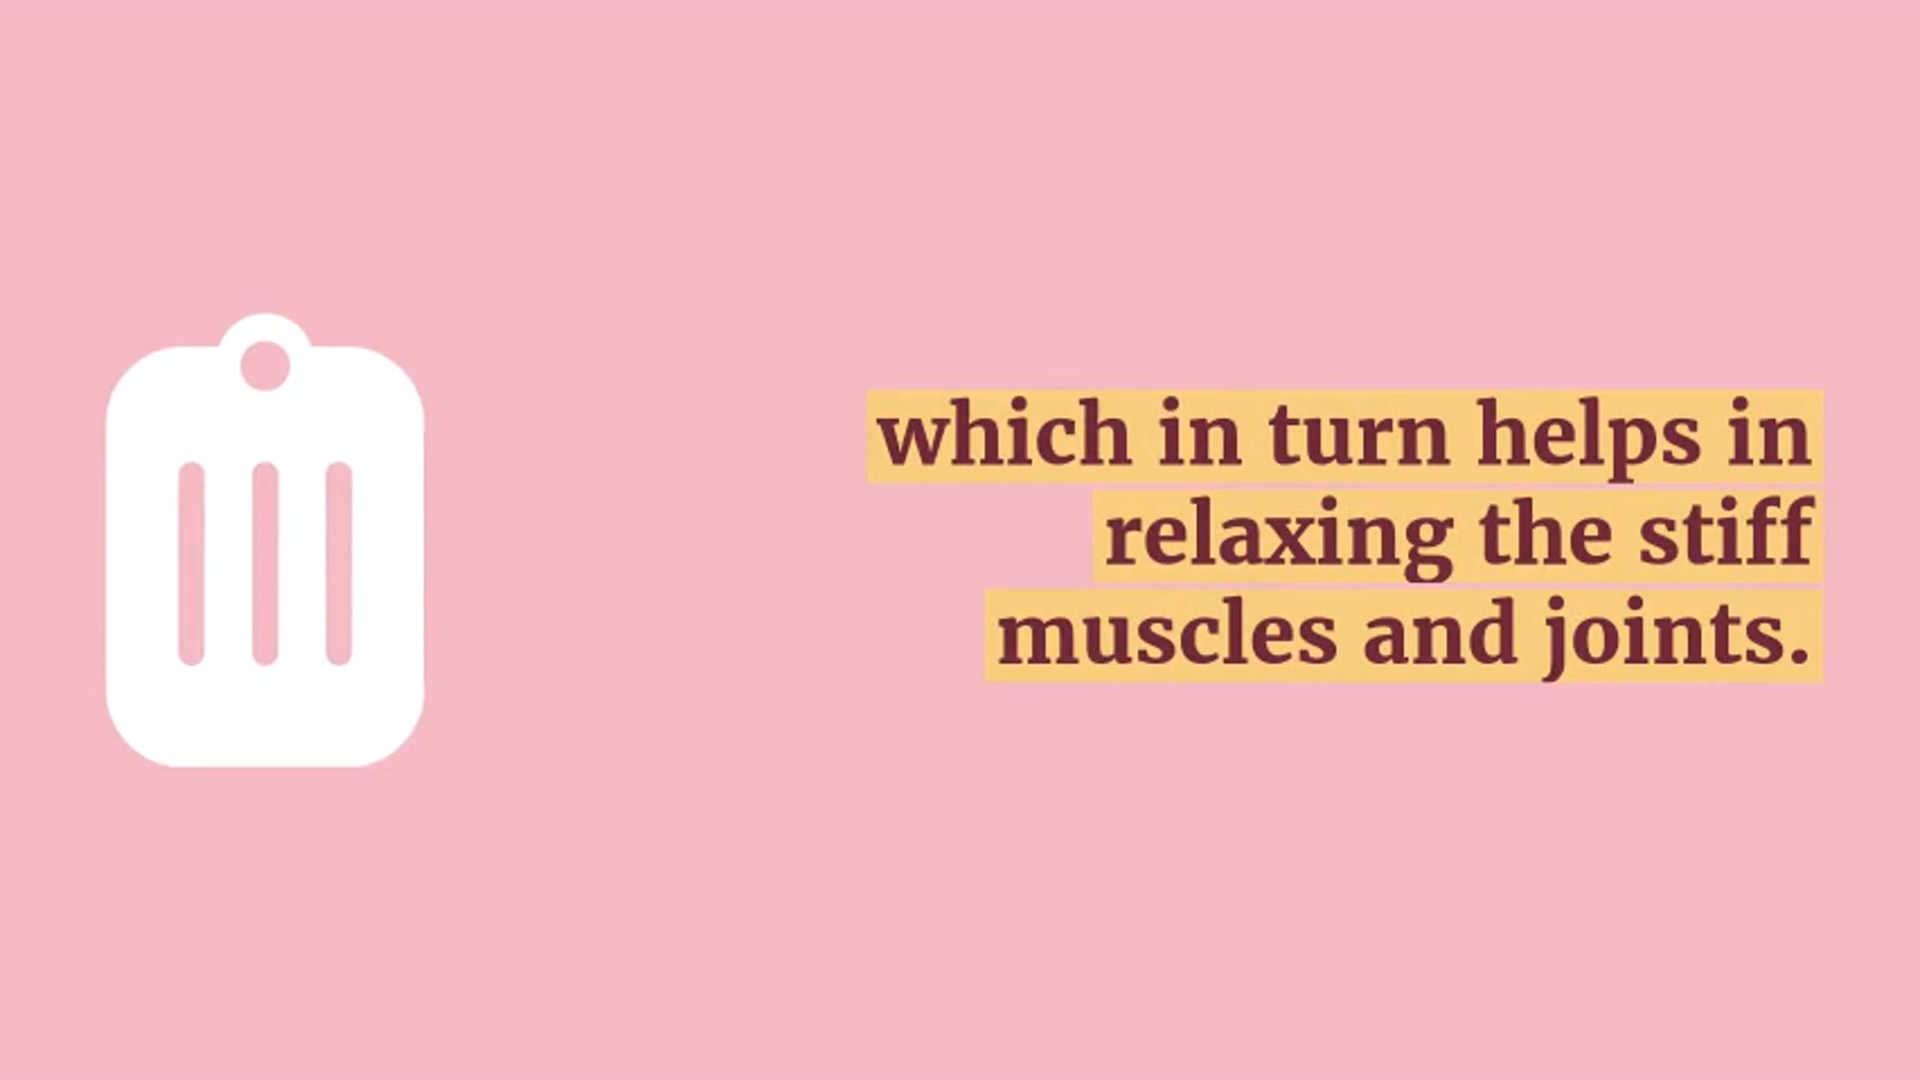 which in turn helps in
relaxing the stiff
muscles and joints.